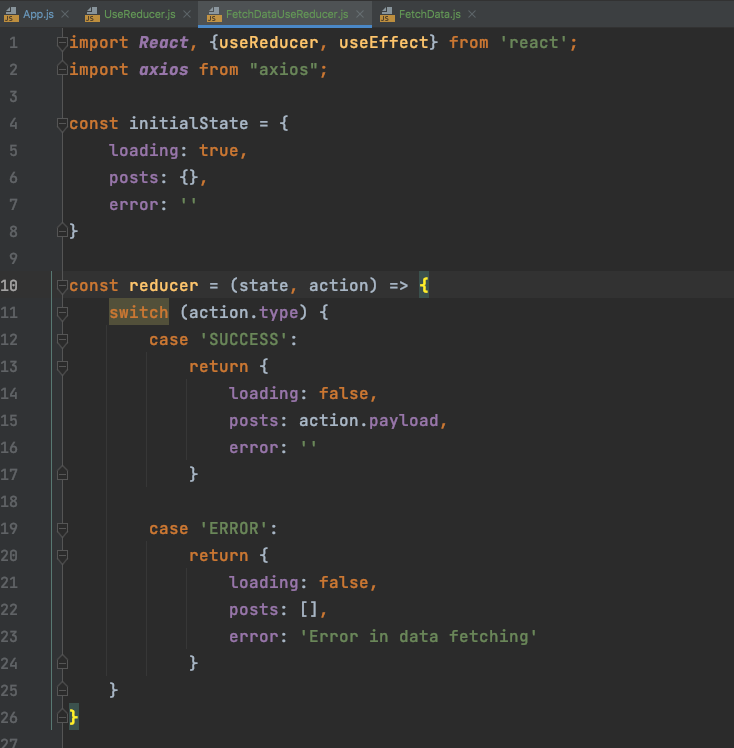 App.js UseReducer.js FetchDataUseReducer.js FetchData.js
1 import React, {useReducer, useEffect} from 'react';
2 import axios from "axios";
3
4 const initialState = {
5     loading: true,
6     posts: {},
7     error: ''
8 }
9
10 const reducer = (state, action) => {
11     switch (action.type) {
12         case 'SUCCESS':
13             return {
14                 loading: false,
15                 posts: action.payload,
16                 error: ''
17             }
18
19         case 'ERROR':
20             return {
21                 loading: false,
22                 posts: [],
23                 error: 'Error in data fetching'
24             }
25     }
26 }
27